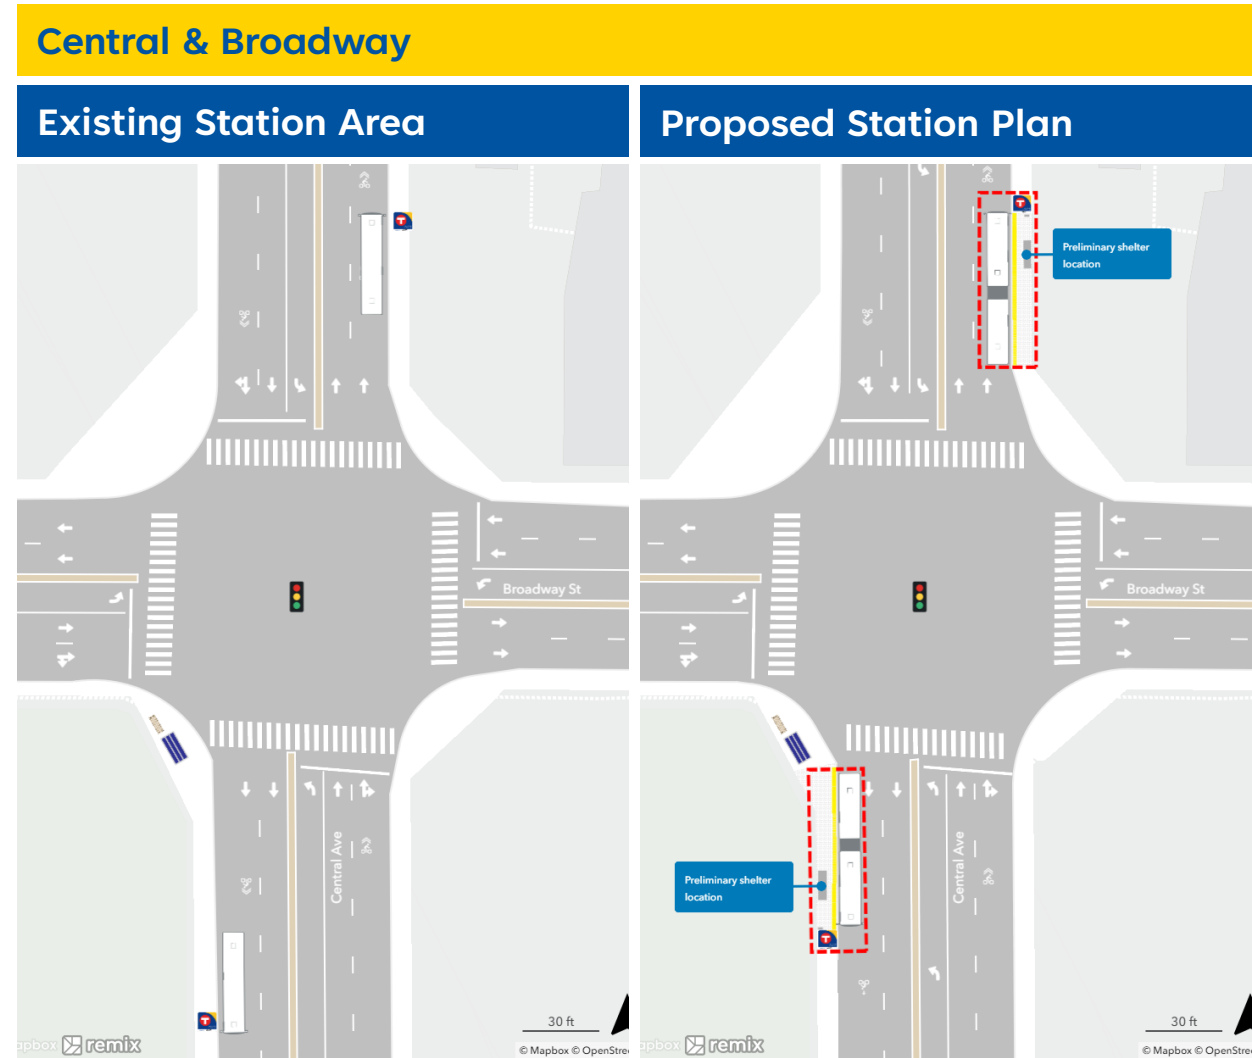 Central & Broadway
Existing Station Area
Proposed Station Plan
T
T
Preliminary shelter
location
Broadway St
Broadway St
Central Ave
Central Ave
Preliminary shelter
location
T
T
remix
30 ft
© Mapbox
© OpenStre
remix
30 ft
© Mapbox
© OpenStree